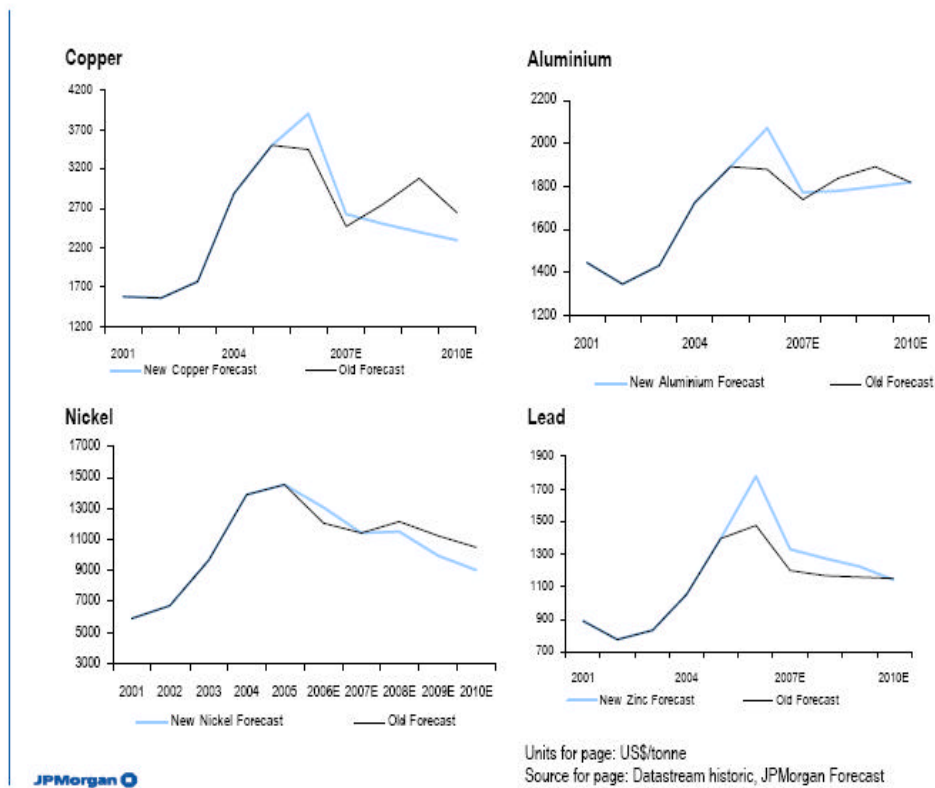 Copper
4200
3700
3200
2700
2200
1700
1200
2001 2004 2007E 2010E
New Copper Forecast Old Forecast
Aluminium
2200
2000
1800
1600
1400
1200
2001 2004 2007E 2010E
New Aluminium Forecast Old Forecast
Nickel
17000
15000
13000
11000
9000
7000
5000
3000
2001 2002 2003 2004 2005 2006E 2007E 2008E 2009E 2010E
New Nickel Forecast Old Forecast
Lead
1900
1700
1500
1300
1100
900
700
2001 2004 2007E 2010E
New Zinc Forecast Old Forecast
Units for page: US$/tonne
Source for page: Datastream historic, JPMorgan Forecast
JPMorgan